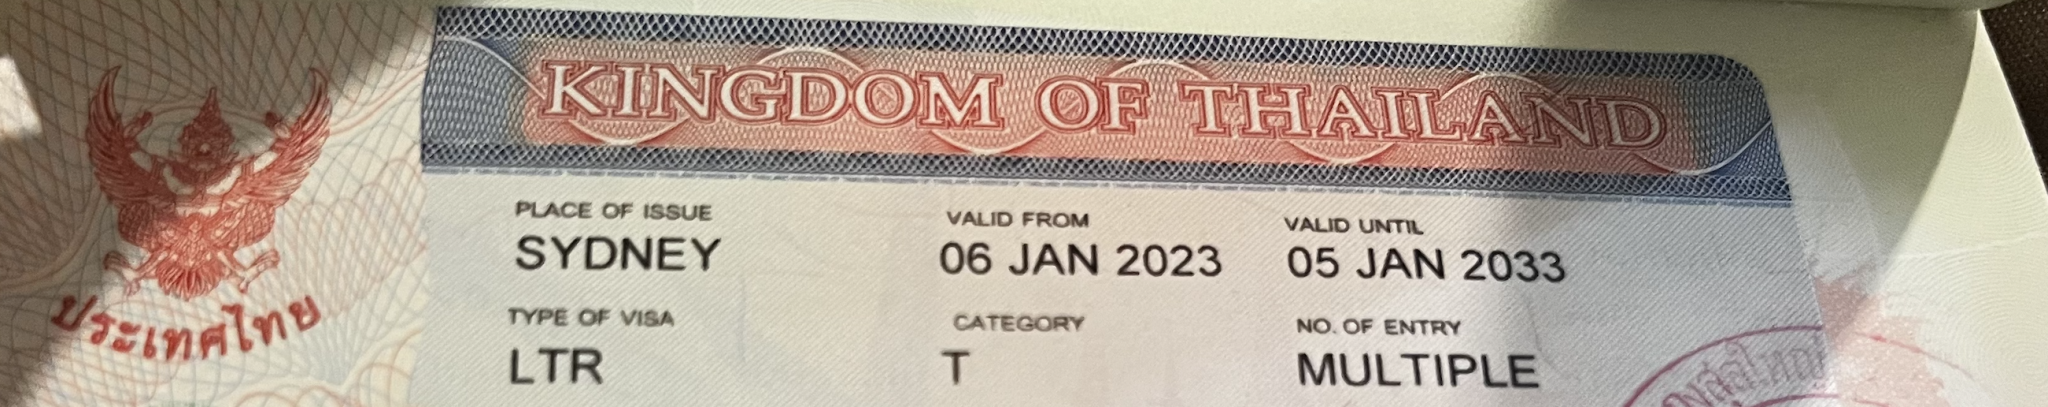 KINGDOM OF THAILAND
ประเทศไทย
PLACE OF ISSUE VALID FROM VALID UNTIL
SYDNEY 06 JAN 2023 05 JAN 2033
TYPE OF VISA CATEGORY NO. OF ENTRY
LTR T MULTIPLE